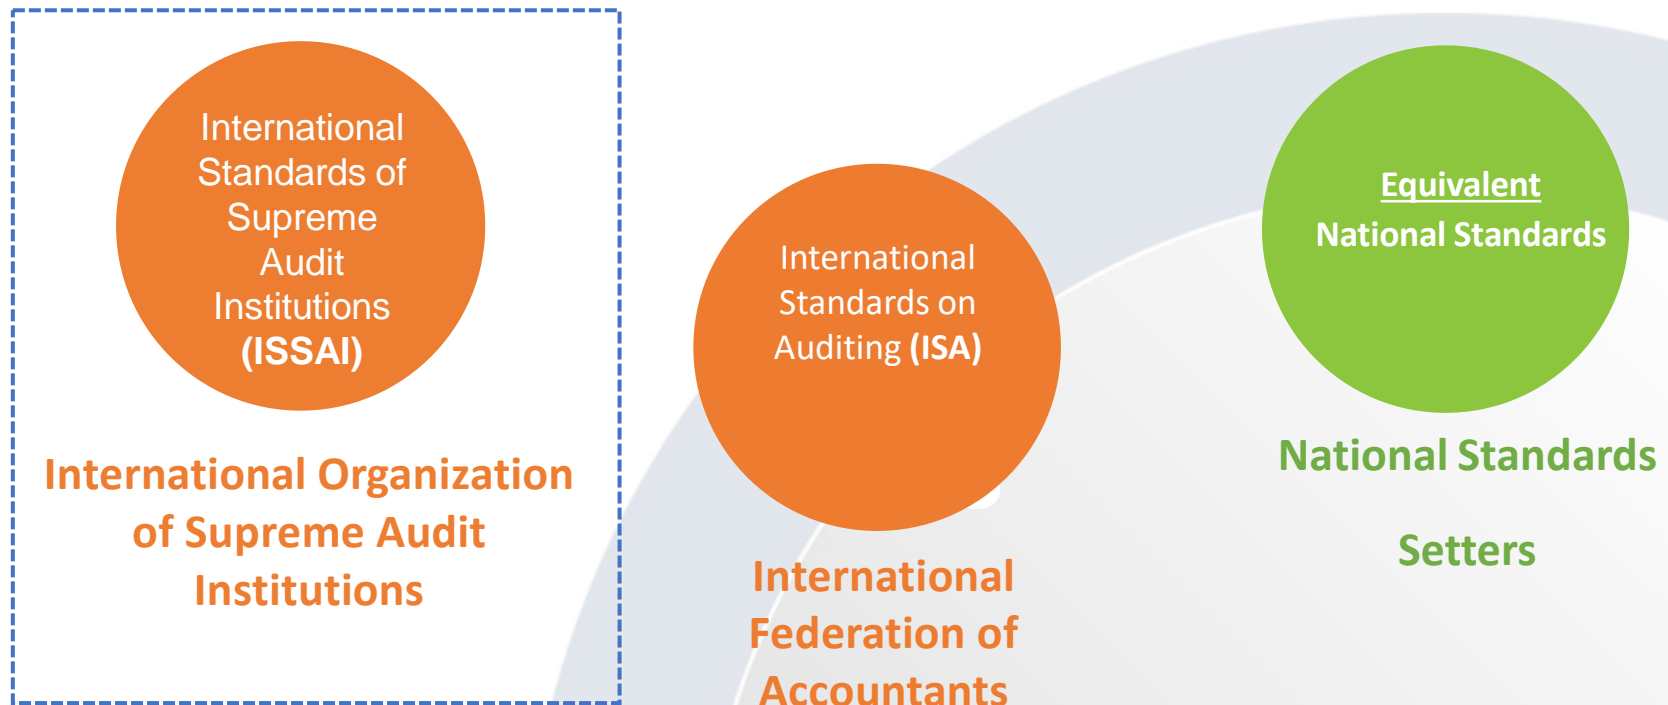 International
Standards of
Supreme
Audit
Institutions
(ISSAI)
International Organization
of Supreme Audit
Institutions
International
Standards on
Auditing (ISA)
International
Federation of
Accountants
Equivalent
National Standards
National Standards
Setters